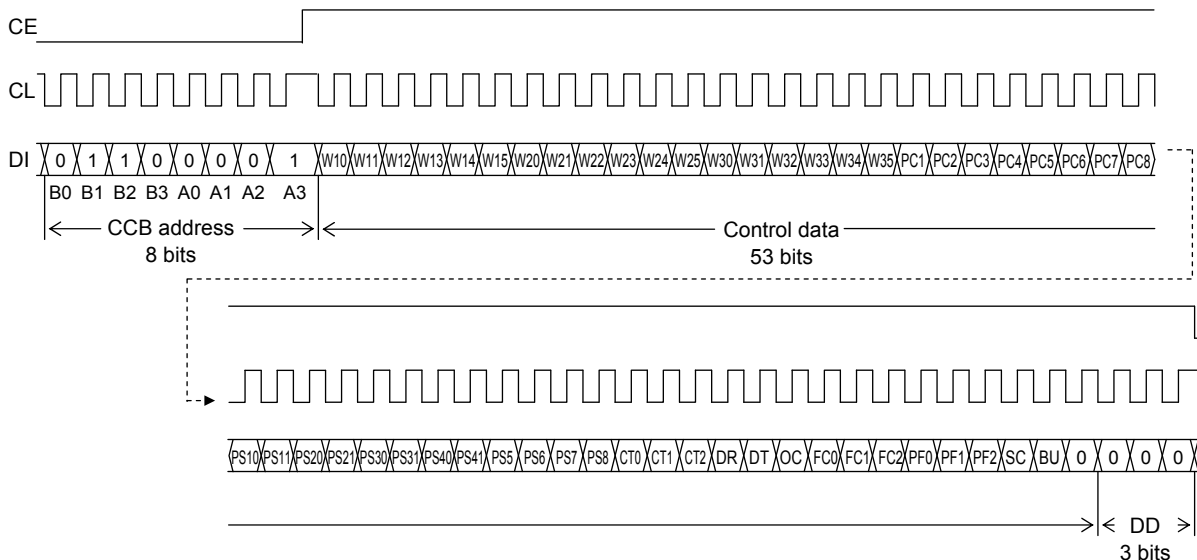 CE
CL
DI 0 1 1 0 0 0 0 1 W10 W11 W12 W13 W14 W15 W20 W21 W22 W23 W24 W25 W30 W31 W32 W33 W34 W35 PC1 PC2 PC3 PC4 PC5 PC6 PC7 PC8
B0 B1 B2 B3 A0 A1 A2 A3
CCB address
8 bits
Control data
53 bits
PS10 PS11 PS20 PS21 PS30 PS31 PS40 PS41 PS5 PS6 PS7 PS8 CT0 CT1 CT2 DR DT OC FC0 FC1 FC2 PF0 PF1 PF2 SC BU 0 0 0 0
DD
3 bits